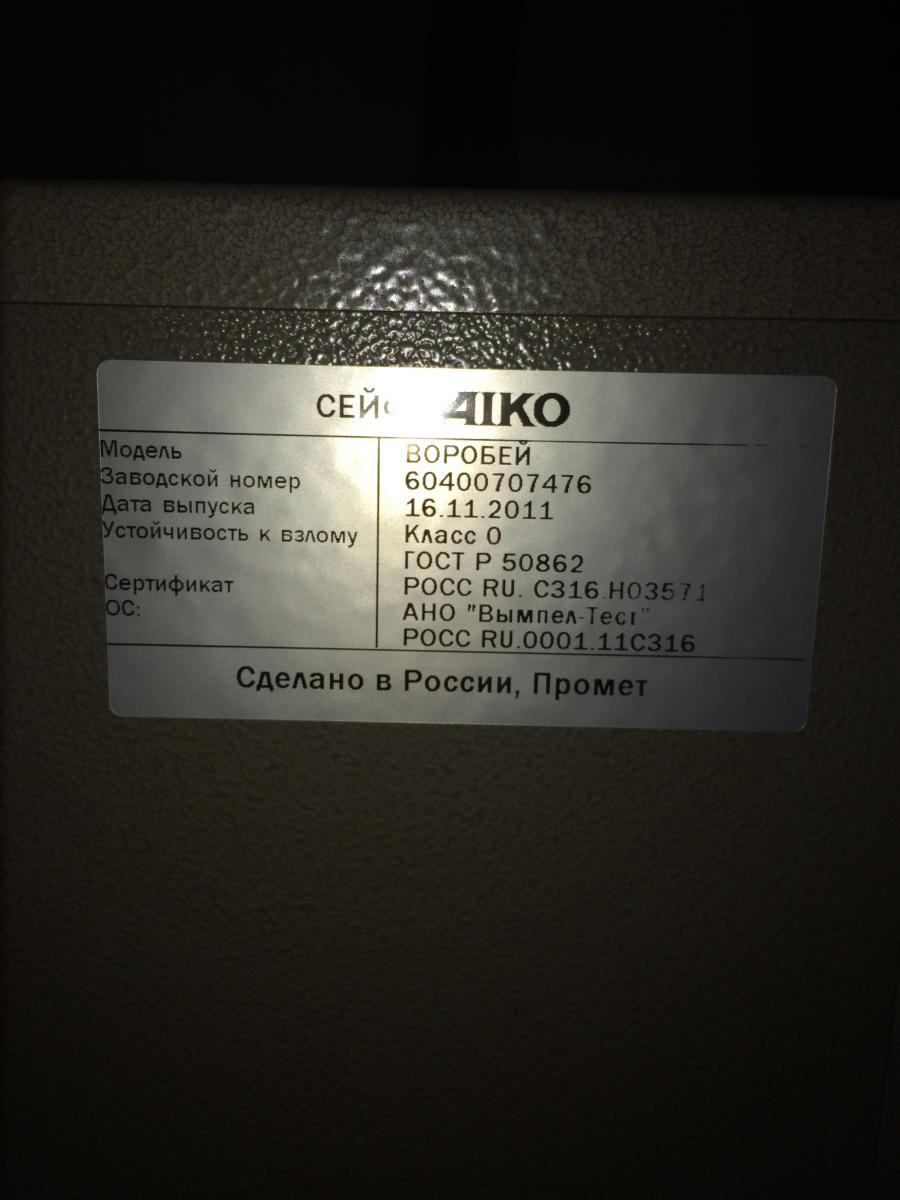 СЕЙФ AIKO
Модель ВОРОБЕЙ
Заводской номер 60400707476
Дата выпуска 16.11.2011
Устойчивость к взлому Класс 0
ГОСТ Р 50862
Сертификат РОСС RU. С316.Н03571
ОС: АНО "Вымпел-Тест"
РОСС RU.0001.11С316
Сделано в России, Промет